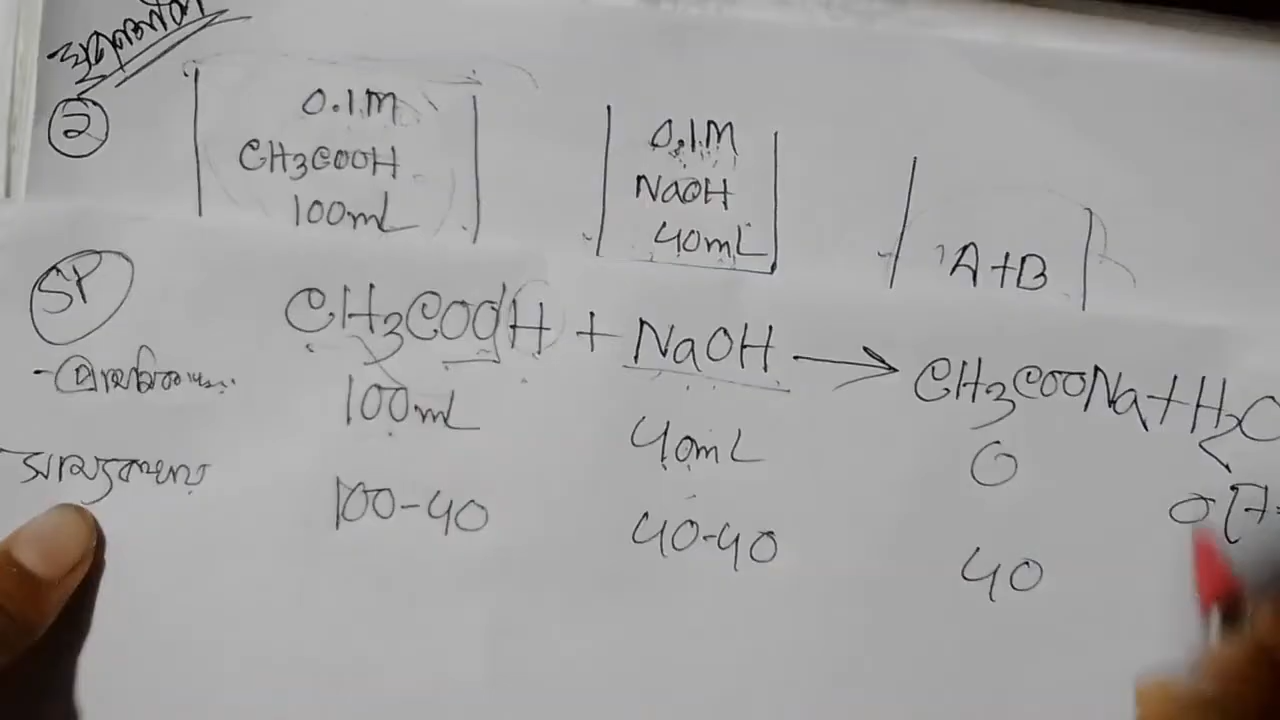 ২
0.1M
CH3COOH
100mL
0.1M
NaOH
40mL
A+B
SP
CH3COOH + NaOH → CH3COONa + H2O
100mL 40mL 0
100-40 40-40 40